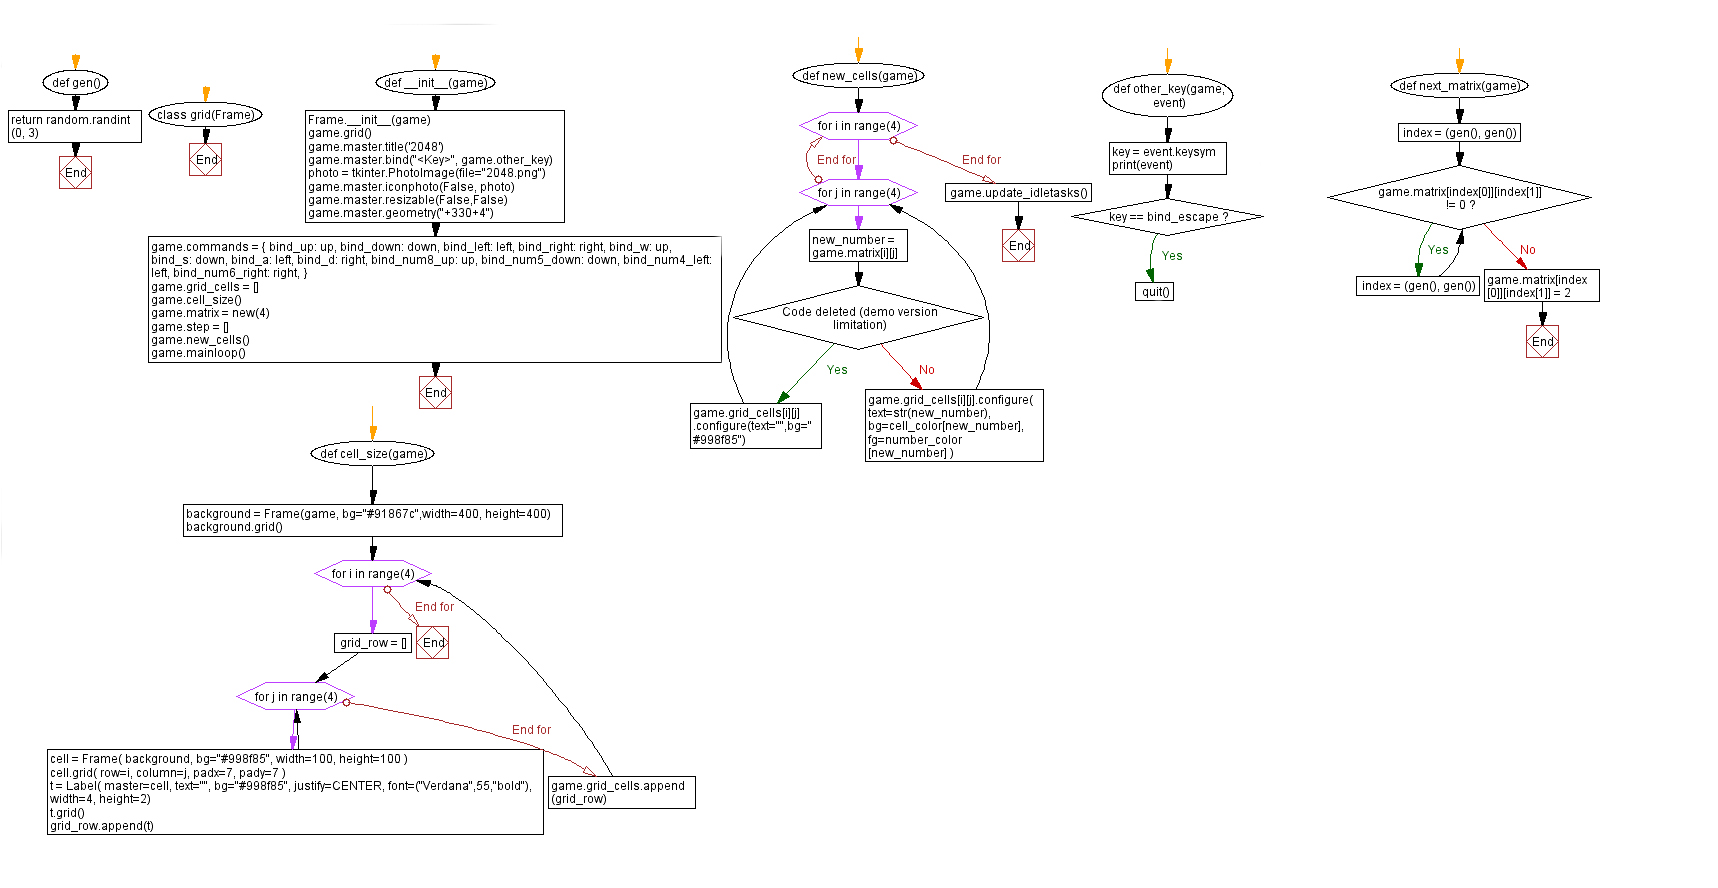 def gen()
return random.randint
(0, 3)
End
class grid(Frame)
End
def __init__(game)
Frame.__init__(game)
game.grid()
game.master.title('2048')
game.master.bind("<Key>", game.other_key)
photo = tkinter.PhotoImage(file="2048.png")
game.master.iconphoto(False, photo)
game.master.resizable(False,False)
game.master.geometry("+330+4")
game.commands = { bind_up: up, bind_down: down, bind_left: left, bind_right: right, bind_w: up,
bind_s: down, bind_a: left, bind_d: right, bind_num8_up: up, bind_num5_down: down, bind_num4_left:
left, bind_num6_right: right, }
game.grid_cells = []
game.cell_size()
game.matrix = new(4)
game.step = []
game.new_cells()
game.mainloop()
End
def cell_size(game)
background = Frame(game, bg="#91867c",width=400, height=400)
background.grid()
for i in range(4)
End for
grid_row = []
End
for j in range(4)
End for
cell = Frame( background, bg="#998f85", width=100, height=100 )
cell.grid( row=i, column=j, padx=7, pady=7 )
t = Label( master=cell, text="", bg="#998f85", justify=CENTER, font=("Verdana",55,"bold"),
width=4, height=2)
t.grid()
grid_row.append(t)
game.grid_cells.append
(grid_row)
def new_cells(game)
for i in range(4)
End for
End for
for j in range(4)
game.update_idletasks()
End
new_number =
game.matrix[i][j]
Code deleted (demo version
limitation)
Yes
No
game.grid_cells[i][j]
.configure(text="",bg="
#998f85")
game.grid_cells[i][j].configure(
text=str(new_number),
bg=cell_color[new_number],
fg=number_color
[new_number] )
def other_key(game,
event)
key = event.keysym
print(event)
key == bind_escape ?
Yes
quit()
def next_matrix(game)
index = (gen(), gen())
game.matrix[index[0]][index[1]]
!= 0 ?
Yes
No
index = (gen(), gen())
game.matrix[index
[0]][index[1]] = 2
End